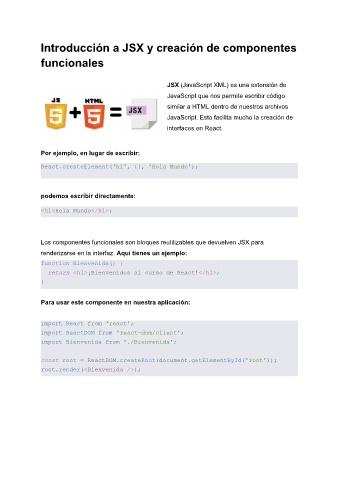 Introducción a JSX y creación de componentes
funcionales
JSX (JavaScript XML) es una extensión de
JavaScript que nos permite escribir código
similar a HTML dentro de nuestros archivos
JavaScript. Esto facilita mucho la creación de
interfaces en React.
JS HTML
5 + 5 = JSX
Por ejemplo, en lugar de escribir:
React.createElement('h1', {}, 'Hola Mundo');
podemos escribir directamente:
<h1>Hola Mundo</h1>;
Los componentes funcionales son bloques reutilizables que devuelven JSX para
renderizarse en la interfaz. Aquí tienes un ejemplo:
function Bienvenida() {
return <h1>¡Bienvenidos al curso de React!</h1>;
}
Para usar este componente en nuestra aplicación:
import React from 'react';
import ReactDOM from 'react-dom/client';
import Bienvenida from './Bienvenida';
const root = ReactDOM.createRoot(document.getElementById('root'));
root.render(<Bienvenida />);